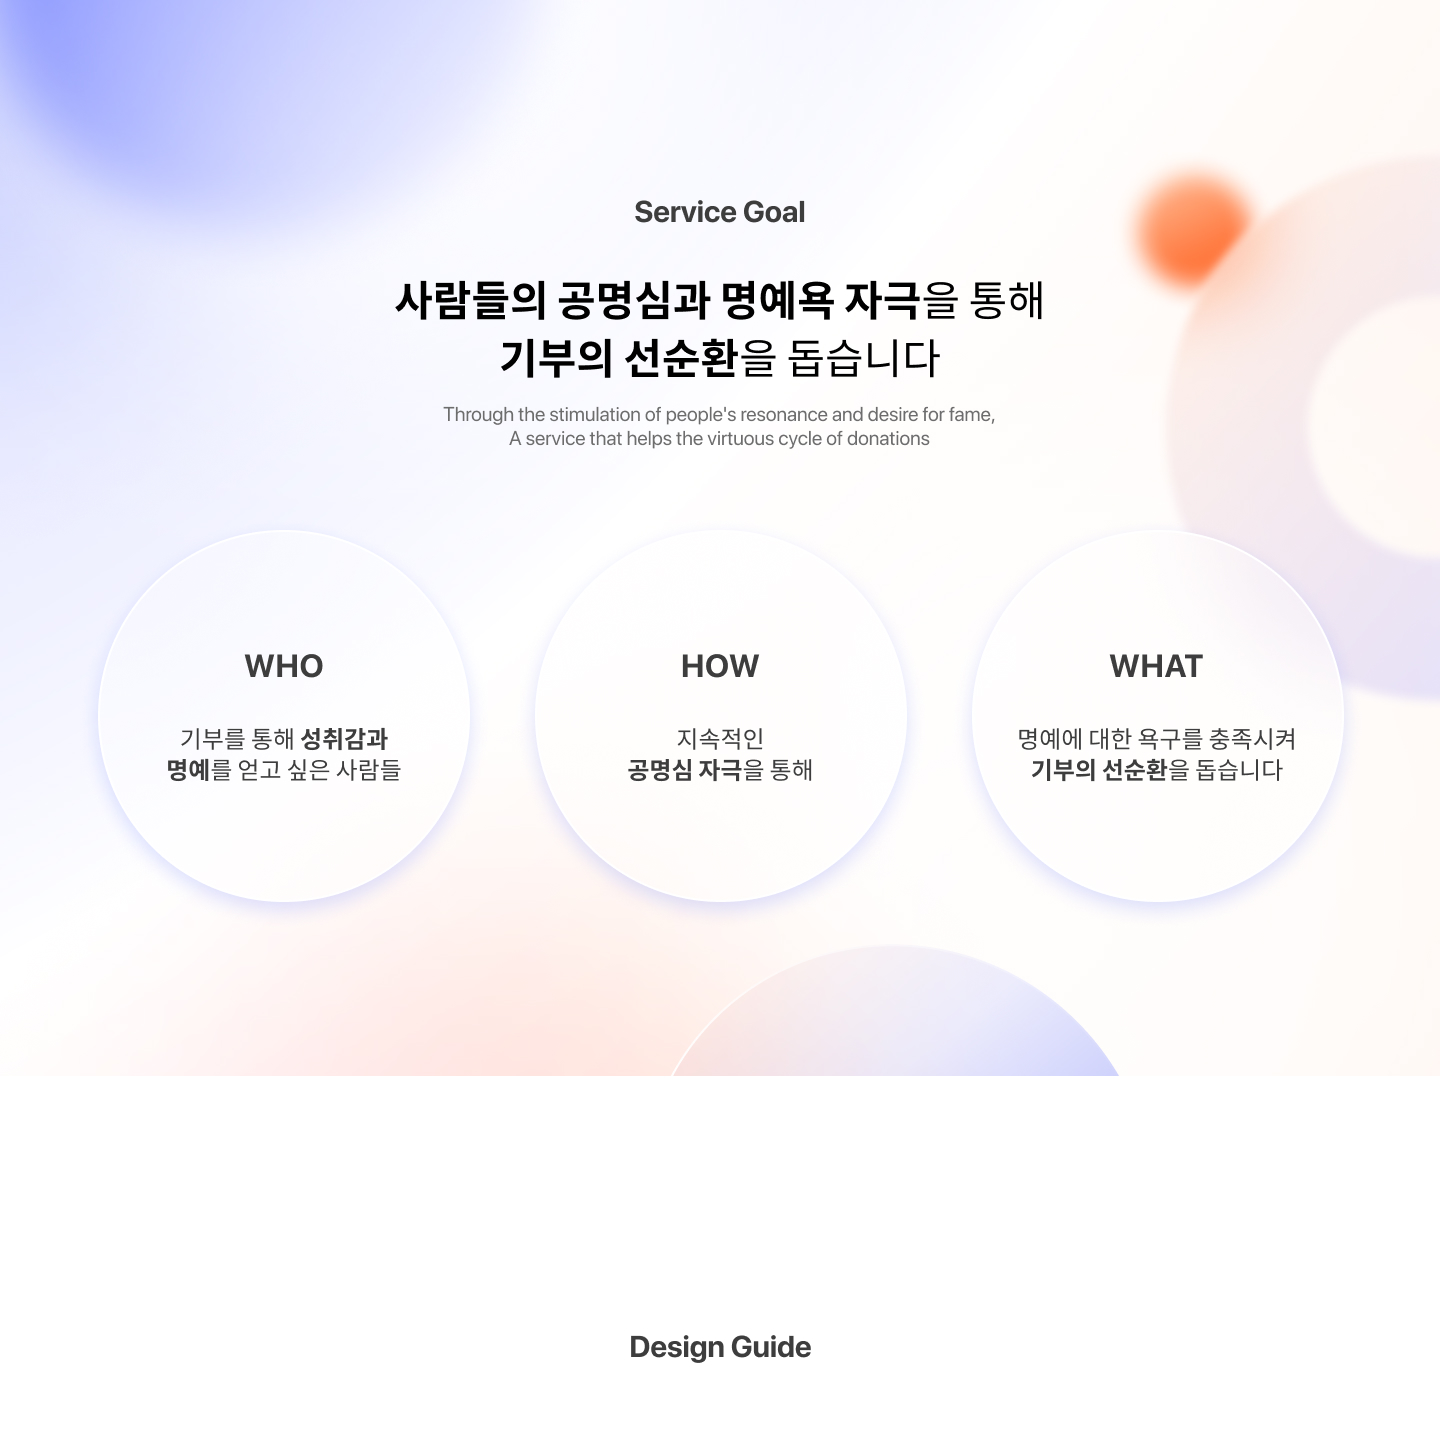 Service Goal
사람들의 공명심과 명예욕 자극을 통해
기부의 선순환을 돕습니다
Through the stimulation of people's resonance and desire for fame,
A service that helps the virtuous cycle of donations
WHO
기부를 통해 성취감과
명예를 얻고 싶은 사람들
HOW
지속적인
공명심 자극을 통해
WHAT
명예에 대한 욕구를 충족시켜
기부의 선순환을 돕습니다
Design Guide